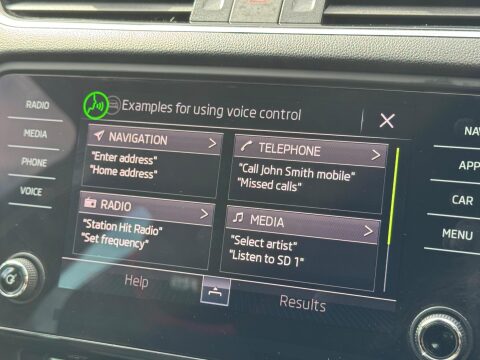 Examples for using voice control
RADIO
MEDIA
PHONE
VOICE
NAVIGATION
"Enter address"
"Home address"
TELEPHONE
"Call John Smith mobile"
"Missed calls"
RADIO
"Station Hit Radio"
"Set frequency"
MEDIA
"Select artist"
"Listen to SD 1"
Help
Results
CAR
MENU